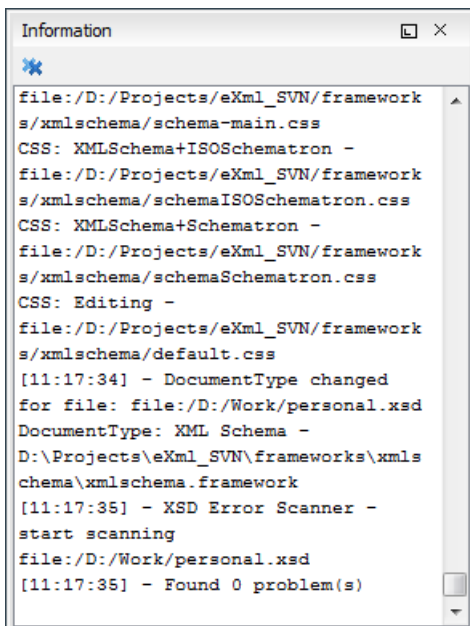 Information
file:/D:/Projects/eXml_SVN/framework
s/xmlschema/schema-main.css
CSS: XMLSchema+ISOSchematron -
file:/D:/Projects/eXml_SVN/framework
s/xmlschema/schemaISOSchematron.css
CSS: XMLSchema+Schematron -
file:/D:/Projects/eXml_SVN/framework
s/xmlschema/schemaSchematron.css
CSS: Editing -
file:/D:/Projects/eXml_SVN/framework
s/xmlschema/default.css
[11:17:34] - DocumentType changed
for file: file:/D:/Work/personal.xsd
DocumentType: XML Schema -
D:\Projects\eXml_SVN\frameworks\xmls
chema\xmlschema.framework
[11:17:35] - XSD Error Scanner -
start scanning
file:/D:/Work/personal.xsd
[11:17:35] - Found 0 problem(s)